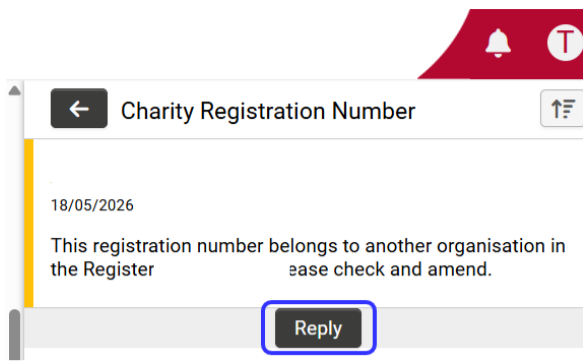 T
Charity Registration Number
18/05/2026
This registration number belongs to another organisation in
the Register ease check and amend.
Reply